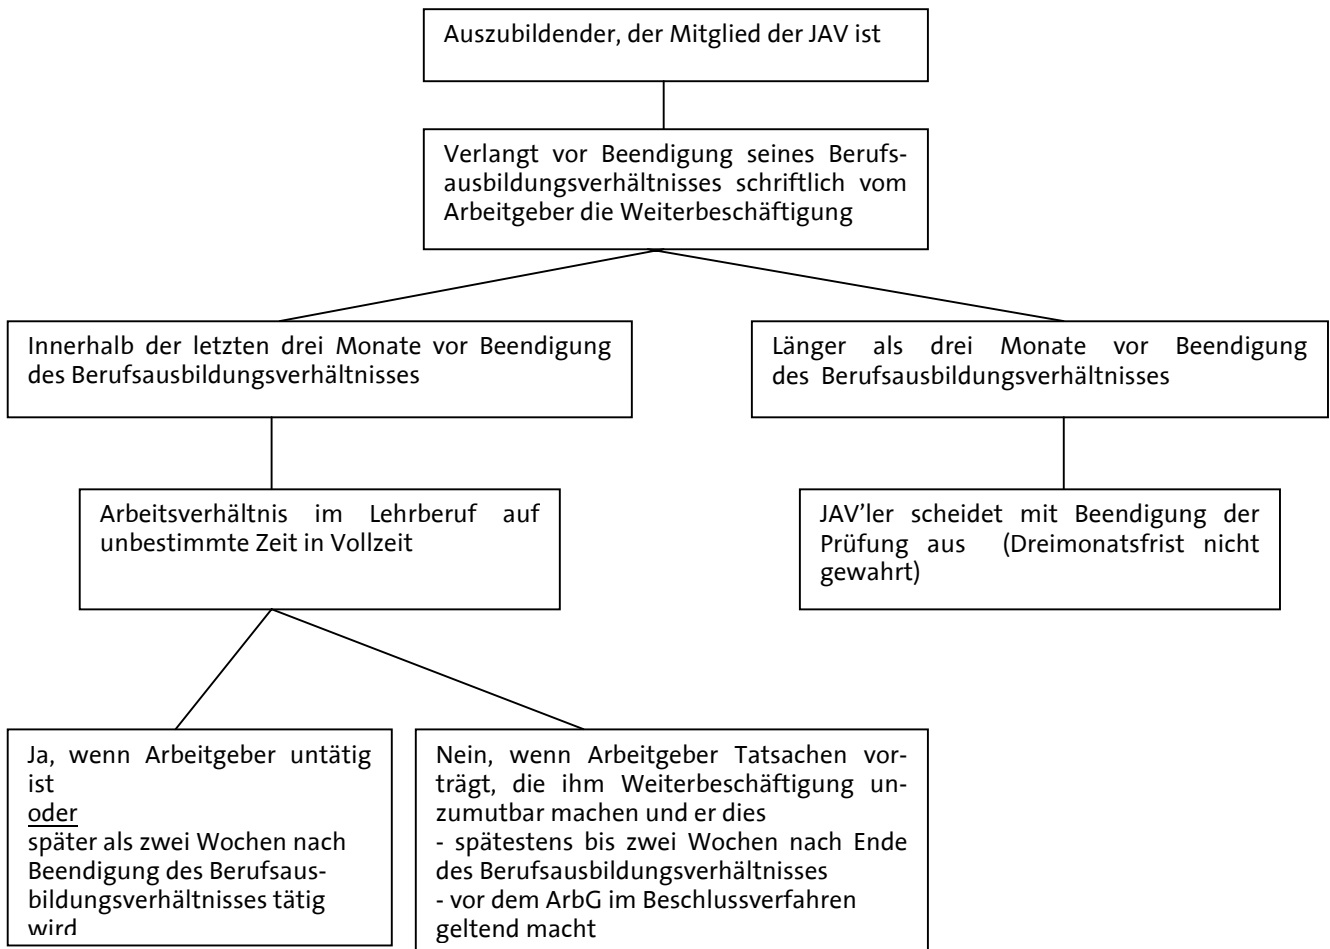 Auszubildender, der Mitglied der JAV ist
Verlangt vor Beendigung seines Berufs-
ausbildungsverhältnisses schriftlich vom
Arbeitgeber die Weiterbeschäftigung
Innerhalb der letzten drei Monate vor Beendigung
des Berufsausbildungsverhältnisses
Länger als drei Monate vor Beendigung
des Berufsausbildungsverhältnisses
Arbeitsverhältnis im Lehrberuf auf
unbestimmte Zeit in Vollzeit
JAV’ler scheidet mit Beendigung der
Prüfung aus (Dreimonatsfrist nicht
gewahrt)
Ja, wenn Arbeitgeber untätig
ist
oder
später als zwei Wochen nach
Beendigung des Berufsaus-
bildungsverhältnisses tätig
wird
Nein, wenn Arbeitgeber Tatsachen vor-
trägt, die ihm Weiterbeschäftigung un-
zumutbar machen und er dies
- spätestens bis zwei Wochen nach Ende
des Berufsausbildungsverhältnisses
- vor dem ArbG im Beschlussverfahren
geltend macht